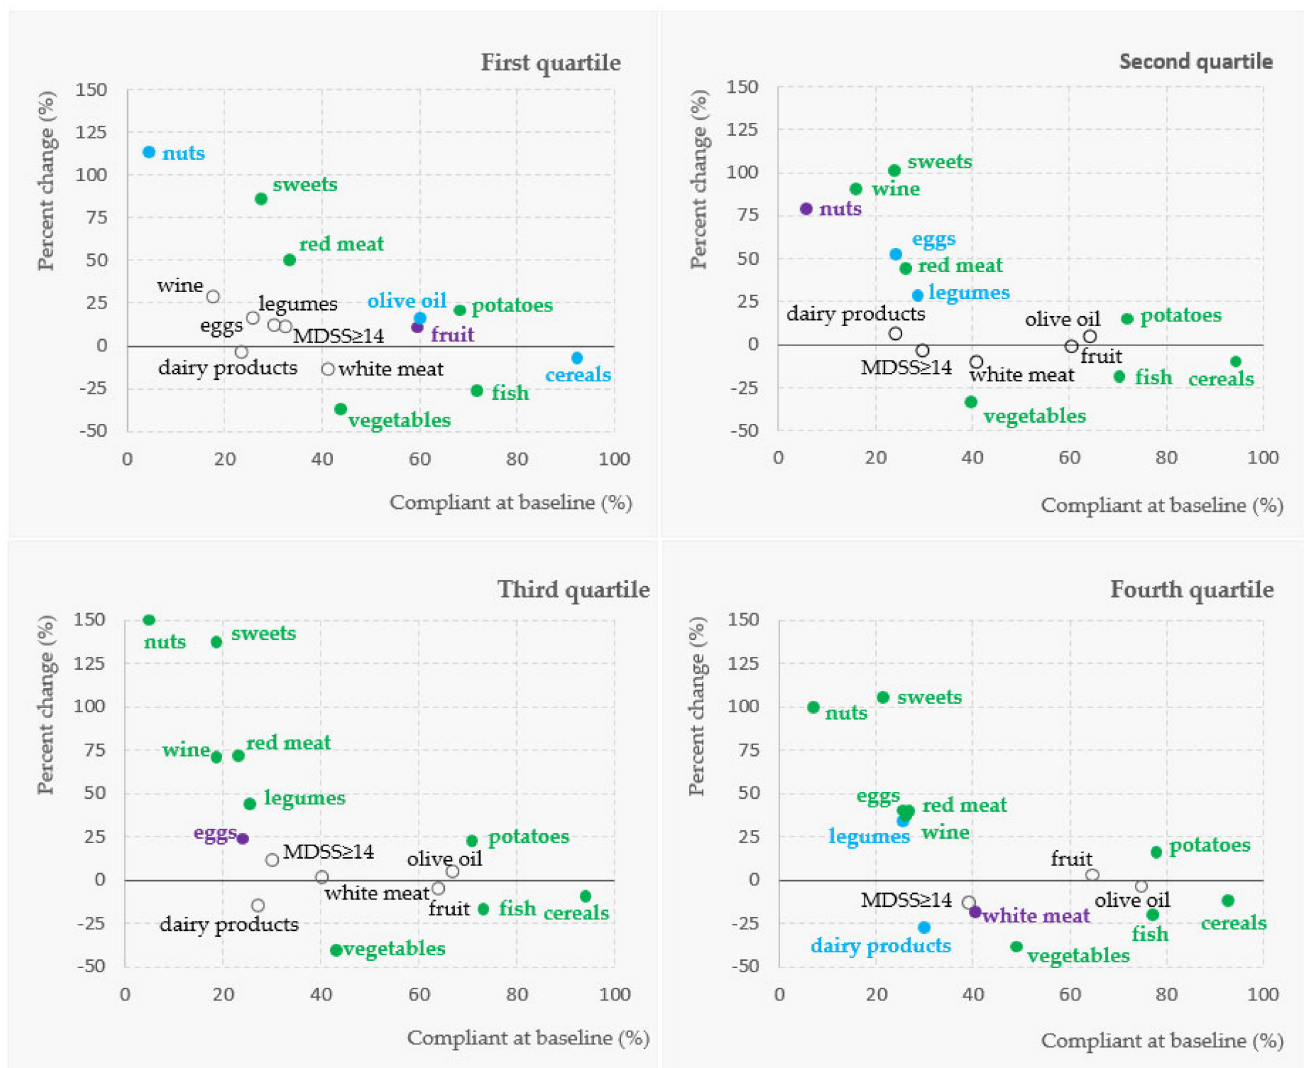 First quartile
Percent change (%)
150
125
100
75
50
25
0
-25
-50
nuts
sweets
red meat
wine
legumes
eggs
MDSS≥14
olive oil
potatoes
fruit
dairy products
white meat
cereals
fish
vegetables
0 20 40 60 80 100
Compliant at baseline (%)
Second quartile
Percent change (%)
150
125
100
75
50
25
0
-25
-50
sweets
wine
nuts
eggs
red meat
legumes
dairy products
olive oil
potatoes
MDSS≥14
white meat
fruit
fish
cereals
vegetables
0 20 40 60 80 100
Compliant at baseline (%)
Third quartile
Percent change (%)
150
125
100
75
50
25
0
-25
-50
nuts
sweets
wine
red meat
legumes
eggs
MDSS≥14
olive oil
potatoes
white meat
fruit
fish
cereals
dairy products
vegetables
0 20 40 60 80 100
Compliant at baseline (%)
Fourth quartile
Percent change (%)
150
125
100
75
50
25
0
-25
-50
nuts
sweets
eggs
red meat
legumes
wine
fruit
potatoes
MDSS≥14
olive oil
white meat
cereals
fish
dairy products
vegetables
0 20 40 60 80 100
Compliant at baseline (%)